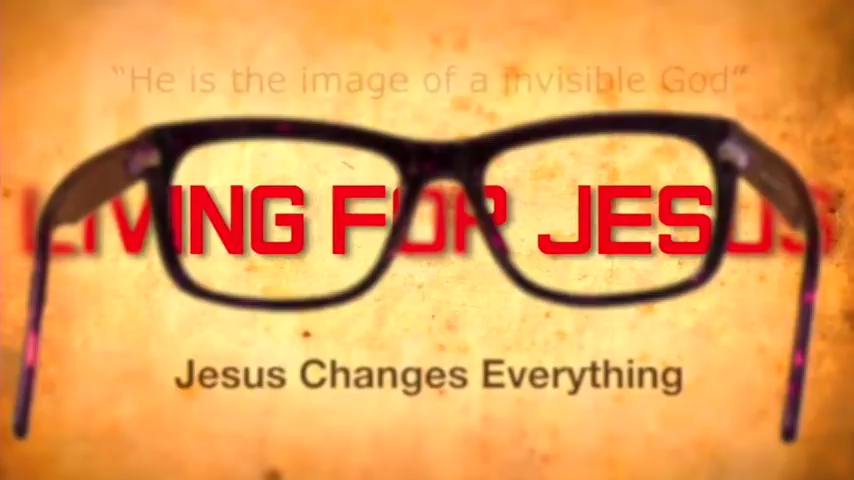 “He is the image of a invisible God”
LIVING FOR JESUS
Jesus Changes Everything